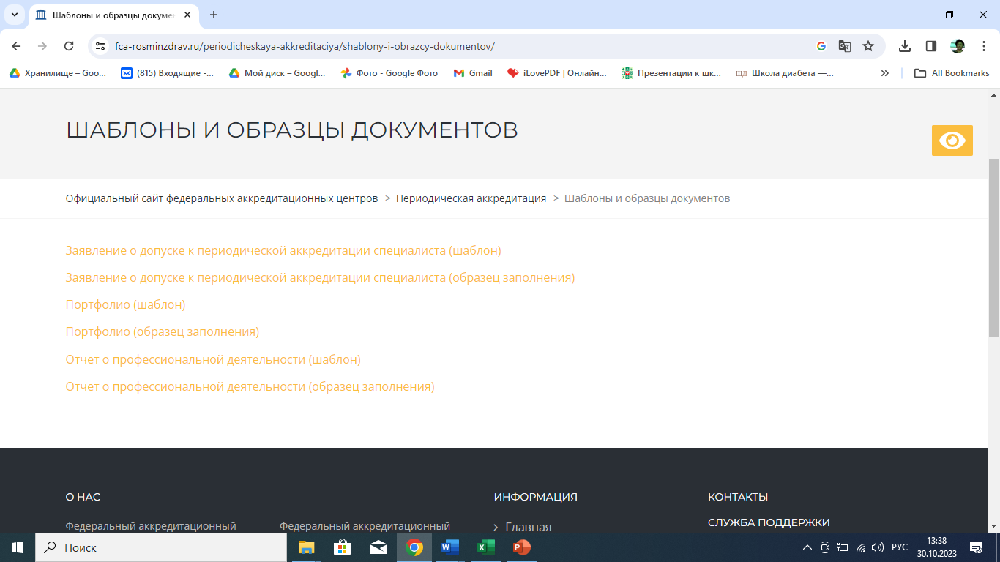 Шаблоны и образцы докуме
fca-rosminzdrav.ru/periodicheskaya-akkreditaciya/shablony-i-obrazcy-dokumentov/
Хранилище – Goo...
(815) Входящие -...
Мой диск – Googl...
Фото - Google Фото
Gmail
iLovePDF | Онлайн...
Презентации к шк...
ШД Школа диабета —...
»
All Bookmarks
ШАБЛОНЫ И ОБРАЗЦЫ ДОКУМЕНТОВ
Официальный сайт федеральных аккредитационных центров > Периодическая аккредитация > Шаблоны и образцы документов
Заявление о допуске к периодической аккредитации специалиста (шаблон)
Заявление о допуске к периодической аккредитации специалиста (образец заполнения)
Портфолио (шаблон)
Портфолио (образец заполнения)
Отчет о профессиональной деятельности (шаблон)
Отчет о профессиональной деятельности (образец заполнения)
О НАС
Федеральный аккредитационный
Федеральный аккредитационный
ИНФОРМАЦИЯ
Главная
КОНТАКТЫ
СЛУЖБА ПОДДЕРЖКИ
Поиск
РУС
13:38
30.10.2023